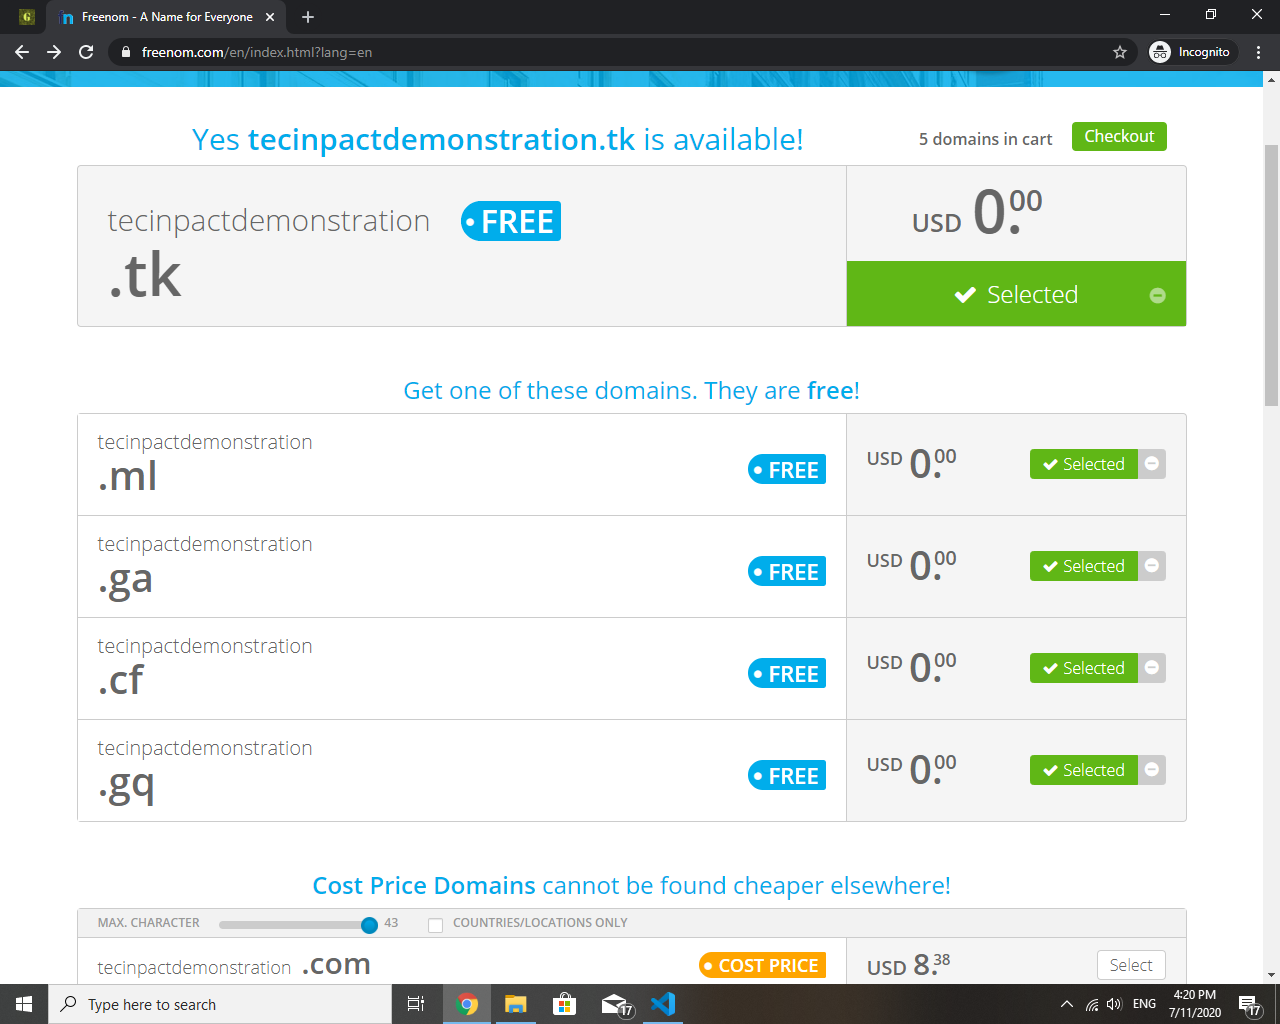 Freenom - A Name for Everyone
freenom.com/en/index.html?lang=en
Incognito
Yes tecinpactdemonstration.tk is available!
5 domains in cart
Checkout
tecinpactdemonstration
.tk
FREE
USD 0.00
Selected
Get one of these domains. They are free!
tecinpactdemonstration
.ml
FREE
USD 0.00
Selected
tecinpactdemonstration
.ga
FREE
USD 0.00
Selected
tecinpactdemonstration
.cf
FREE
USD 0.00
Selected
tecinpactdemonstration
.gq
FREE
USD 0.00
Selected
Cost Price Domains cannot be found cheaper elsewhere!
MAX. CHARACTER
43
COUNTRIES/LOCATIONS ONLY
tecinpactdemonstration .com
COST PRICE
USD 8.38
Select
Type here to search
17
ENG
4:20 PM
7/11/2020
17